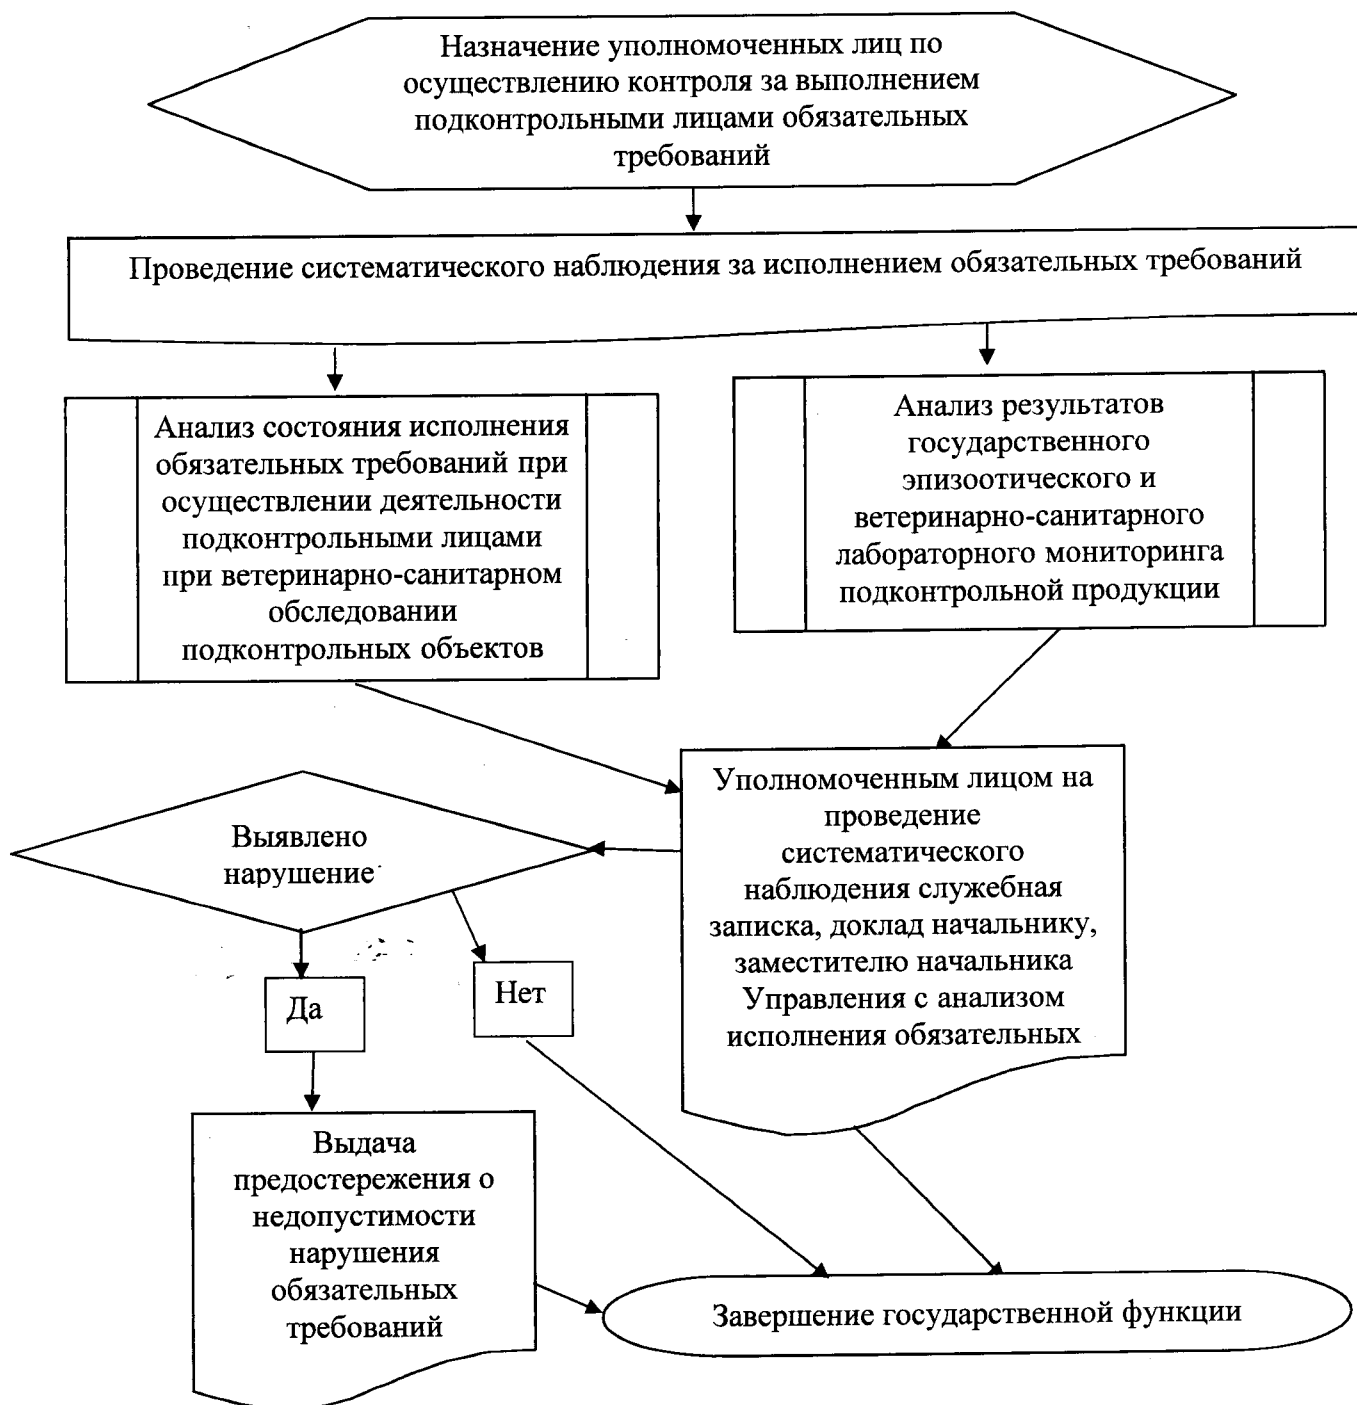 Назначение уполномоченных лиц по
осуществлению контроля за выполнением
подконтрольными лицами обязательных
требований
Проведение систематического наблюдения за исполнением обязательных требований
Анализ состояния исполнения
обязательных требований при
осуществлении деятельности
подконтрольными лицами
при ветеринарно-санитарном
обследовании
подконтрольных объектов
Анализ результатов
государственного
эпизоотического и
ветеринарно-санитарного
лабораторного мониторинга
подконтрольной продукции
Уполномоченным лицом на
проведение
систематического
наблюдения служебная
записка, доклад начальнику,
заместителю начальника
Управления с анализом
исполнения обязательных
Выявлено
нарушение
Да
Нет
Выдача
предостережения о
недопустимости
нарушения
обязательных
требований
Завершение государственной функции